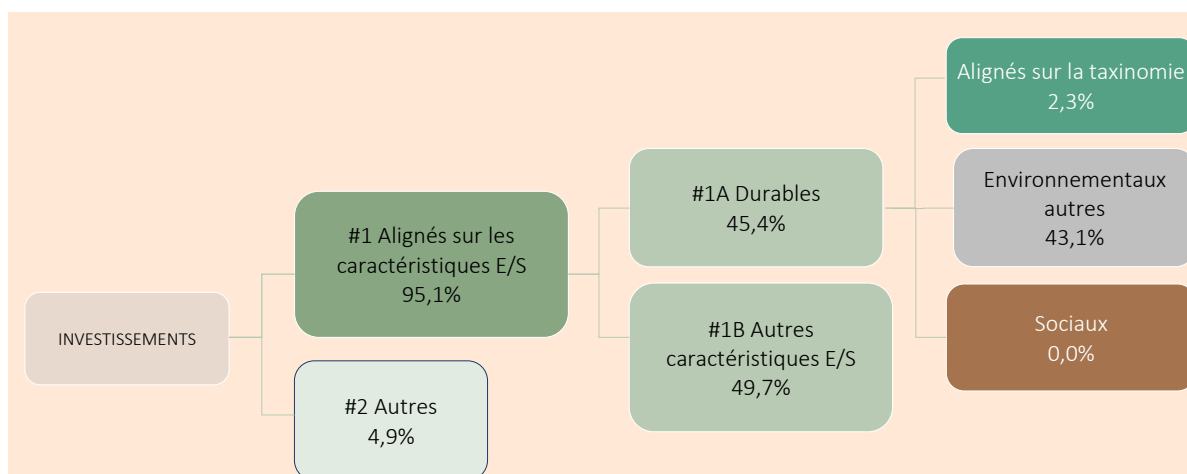 INVESTISSEMENTS
#1 Alignés sur les
caractéristiques E/S
95,1%
#2 Autres
4,9%
#1A Durables
45,4%
#1B Autres
caractéristiques E/S
49,7%
Alignés sur la taxinomie
2,3%
Environnementaux
autres
43,1%
Sociaux
0,0%